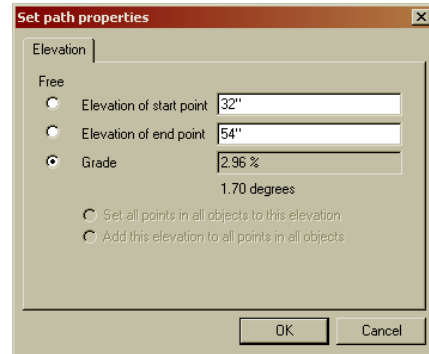 Set path properties
Elevation
Free
Elevation of start point 32"
Elevation of end point 54"
Grade 2.96 %
1.70 degrees
Set all points in all objects to this elevation
Add this elevation to all points in all objects
OK Cancel